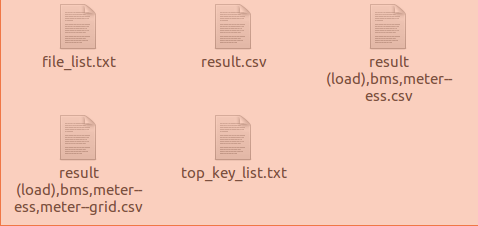 file_list.txt
result.csv
result
(load),bms,meter--
ess.csv
result
(load),bms,meter--
ess,meter--grid.csv
top_key_list.txt